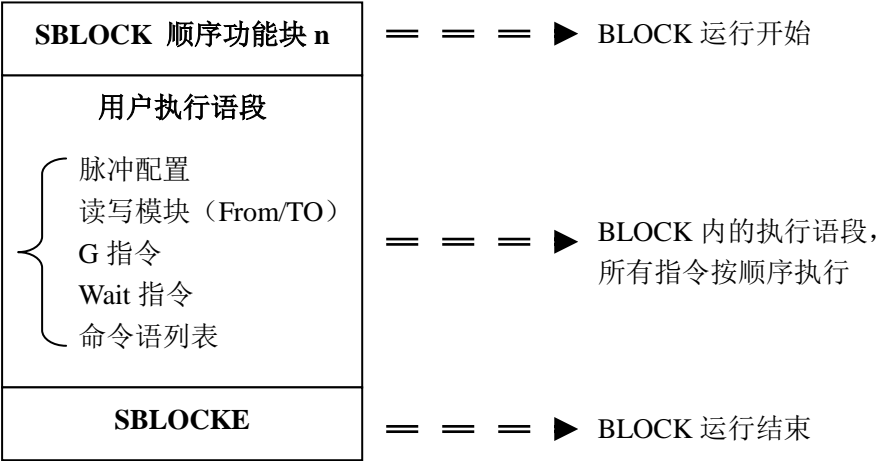 SBLOCK 顺序功能块 n
BLOCK 运行开始
用户执行语段
脉冲配置
读写模块（From/TO）
G 指令
Wait 指令
命令语列表
BLOCK 内的执行语段，
所有指令按顺序执行
SBLOCKE
BLOCK 运行结束